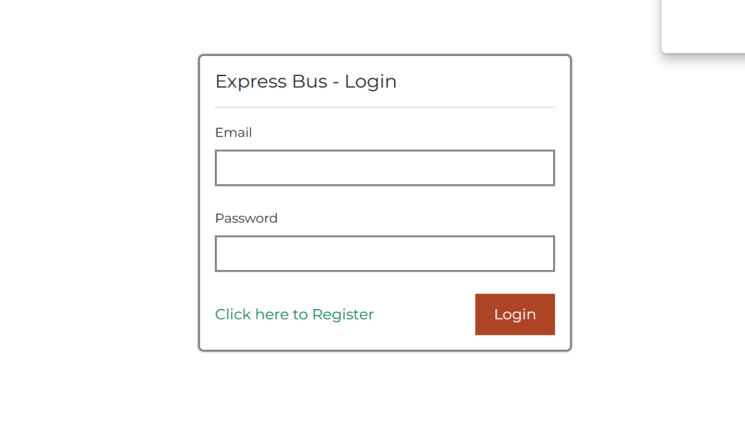 Express Bus - Login
Email
Password
Click here to Register
Login